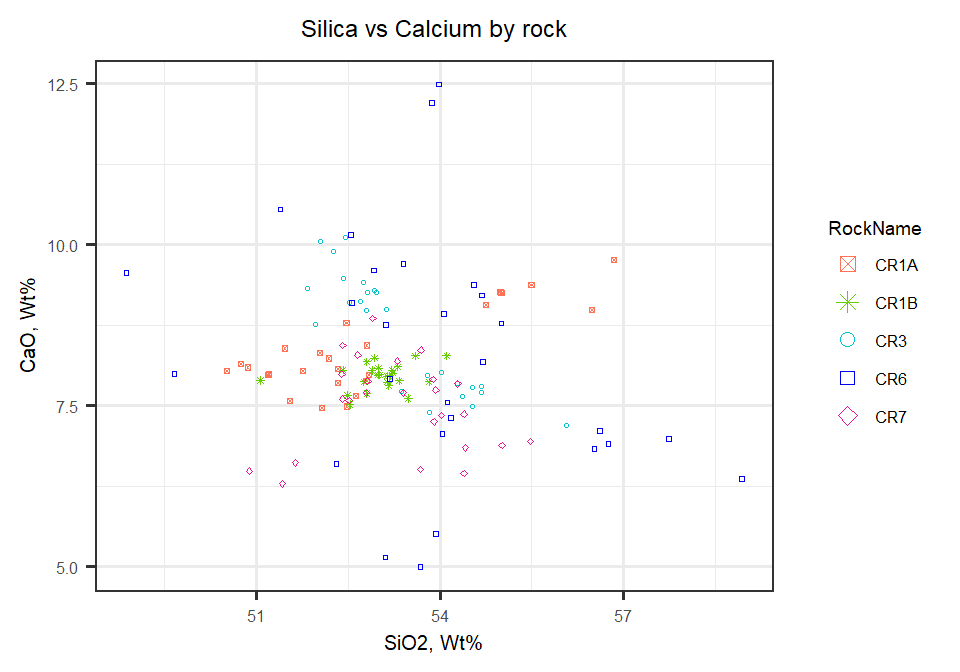 Silica vs Calcium by rock
12.5
10.0
7.5
5.0
CaO, Wt%
51
54
57
SiO2, Wt%
RockName
CR1A
CR1B
CR3
CR6
CR7